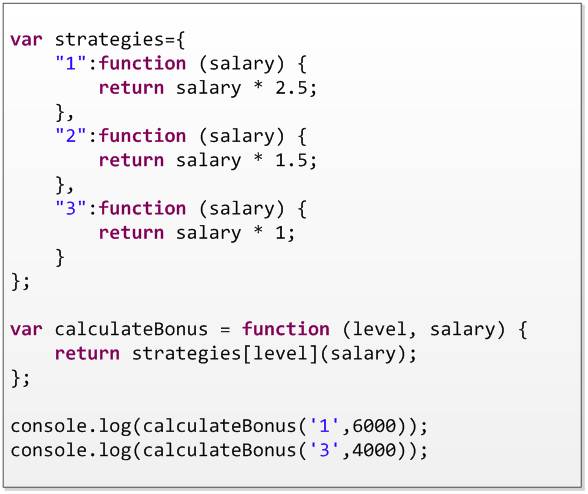 var strategies={
    "1":function (salary) {
        return salary * 2.5;
    },
    "2":function (salary) {
        return salary * 1.5;
    },
    "3":function (salary) {
        return salary * 1;
    }
};
var calculateBonus = function (level, salary) {
    return strategies[level](salary);
};
console.log(calculateBonus('1',6000));
console.log(calculateBonus('3',4000));